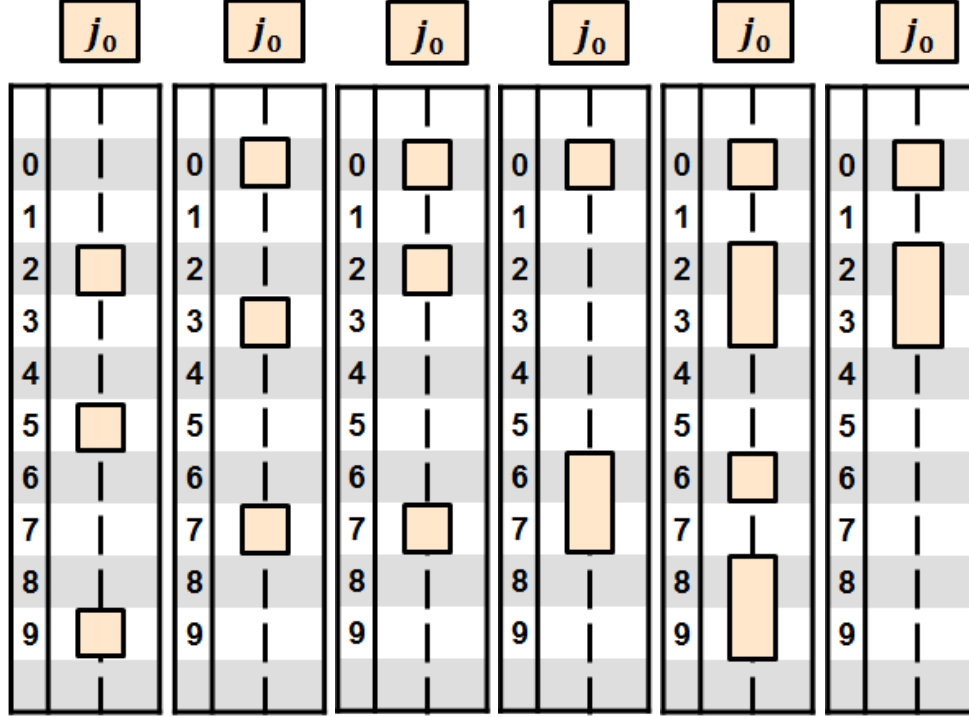 j0 j0 j0 j0 j0 j0
0 0 0 0 0 0
1 1 1 1 1 1
2 2 2 2 2 2
3 3 3 3 3 3
4 4 4 4 4 4
5 5 5 5 5 5
6 6 6 6 6 6
7 7 7 7 7 7
8 8 8 8 8 8
9 9 9 9 9 9